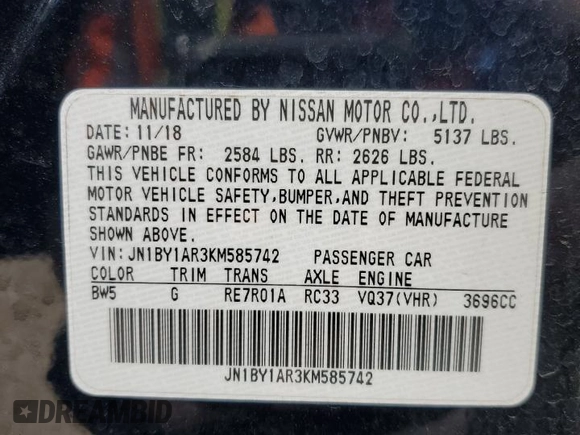 MANUFACTURED BY NISSAN MOTOR CO.,LTD.
DATE: 11/18 GVWR/PNBV: 5137 LBS.
GAWR/PNBE FR: 2584 LBS. RR: 2626 LBS.
THIS VEHICLE CONFORMS TO ALL APPLICABLE FEDERAL
MOTOR VEHICLE SAFETY,BUMPER,AND THEFT PREVENTION
STANDARDS IN EFFECT ON THE DATE OF MANUFACTURE
SHOWN ABOVE.
VIN: JN1BY1AR3KM585742 PASSENGER CAR
COLOR TRIM TRANS AXLE ENGINE
BW5 G RE7R01A RC33 VQ37(VHR) 3696CC
JN1BY1AR3KM585742
DREAMBID